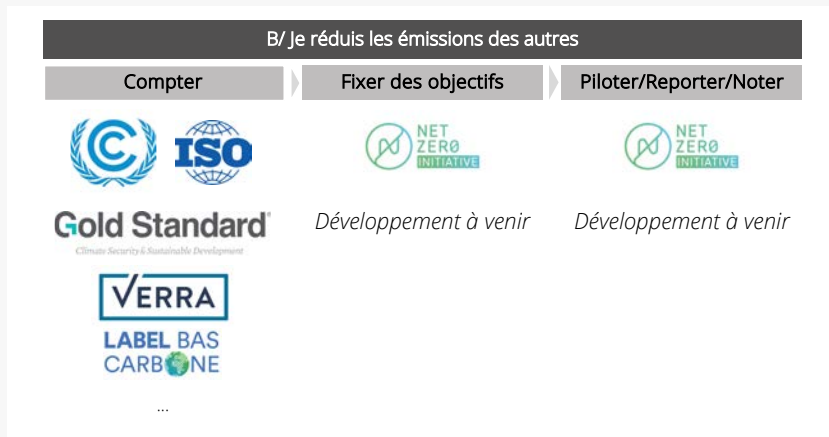 B/ Je réduis les émissions des autres
Compter
Fixer des objectifs
Piloter/Reporter/Noter
ISO
Gold Standard®
Climate Security & Sustainable Development
VERRA
LABEL BAS
CARBONE
...
NET
ZERO
INITIATIVE
Développement à venir
NET
ZERO
INITIATIVE
Développement à venir